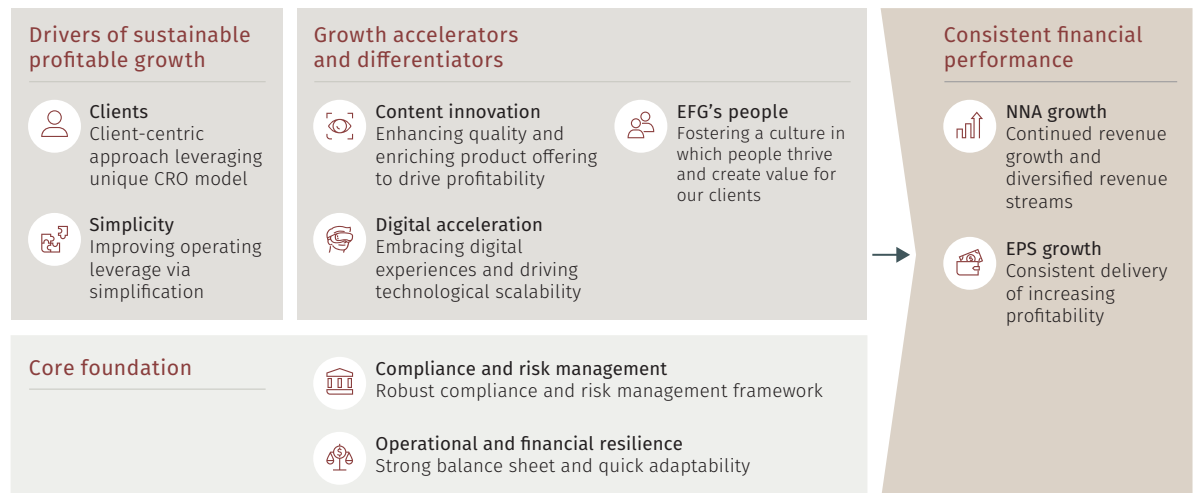 Drivers of sustainable
profitable growth
Clients
Client-centric
approach leveraging
unique CRO model
Simplicity
Improving operating
leverage via
simplification
Growth accelerators
and differentiators
Content innovation
Enhancing quality and
enriching product offering
to drive profitability
Digital acceleration
Embracing digital
experiences and driving
technological scalability
EFG’s people
Fostering a culture in
which people thrive
and create value for
our clients
Core foundation
Compliance and risk management
Robust compliance and risk management framework
Operational and financial resilience
Strong balance sheet and quick adaptability
Consistent financial
performance
NNA growth
Continued revenue
growth and
diversified revenue
streams
EPS growth
Consistent delivery
of increasing
profitability